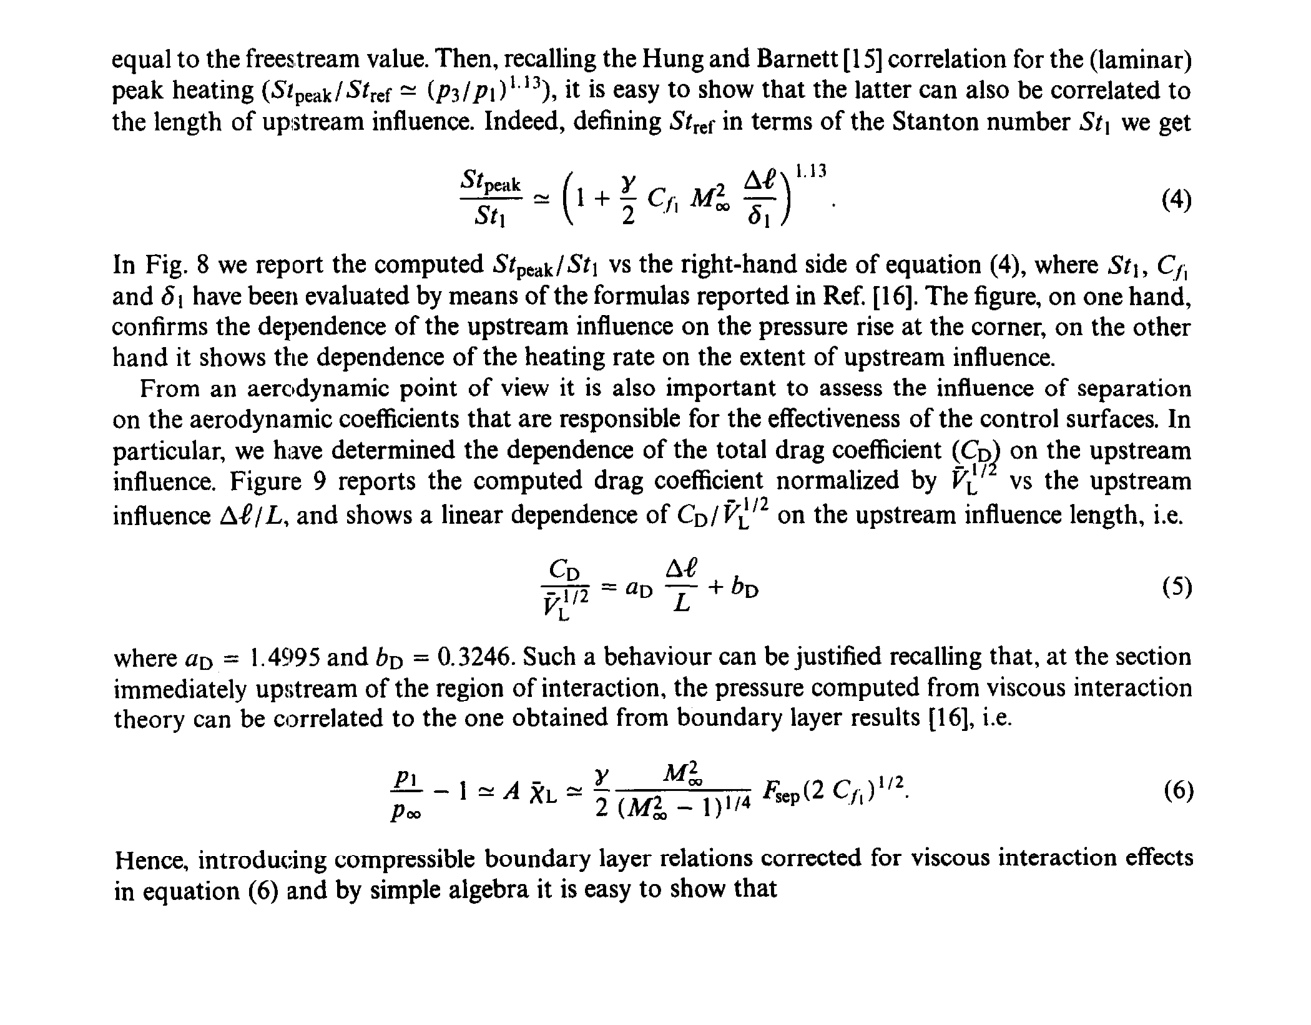 equal to the freestream value. Then, recalling the Hung and Barnett [15] correlation for the (laminar)
peak heating (St_peak/St_ref ≃ (p_3/p_1)^1.13), it is easy to show that the latter can also be correlated to
the length of upstream influence. Indeed, defining St_ref in terms of the Stanton number St_1 we get
St_peak/St_1 ≃ (1 + γ/2 C_f1 M_∞^2 Δℓ/δ_1)^1.13. (4)
In Fig. 8 we report the computed St_peak/St_1 vs the right-hand side of equation (4), where St_1, C_f1
and δ_1 have been evaluated by means of the formulas reported in Ref. [16]. The figure, on one hand,
confirms the dependence of the upstream influence on the pressure rise at the corner, on the other
hand it shows the dependence of the heating rate on the extent of upstream influence.
From an aerodynamic point of view it is also important to assess the influence of separation
on the aerodynamic coefficients that are responsible for the effectiveness of the control surfaces. In
particular, we have determined the dependence of the total drag coefficient (C_D) on the upstream
influence. Figure 9 reports the computed drag coefficient normalized by V̄_L^1/2 vs the upstream
influence Δℓ/L, and shows a linear dependence of C_D/V̄_L^1/2 on the upstream influence length, i.e.
C_D/V̄_L^1/2 = a_D Δℓ/L + b_D (5)
where a_D = 1.4995 and b_D = 0.3246. Such a behaviour can be justified recalling that, at the section
immediately upstream of the region of interaction, the pressure computed from viscous interaction
theory can be correlated to the one obtained from boundary layer results [16], i.e.
p_1/p_∞ − 1 ≃ A χ̄_L ≃ γ/2 M_∞^2/(M_∞^2 − 1)^1/4 F_sep(2 C_f1)^1/2. (6)
Hence, introducing compressible boundary layer relations corrected for viscous interaction effects
in equation (6) and by simple algebra it is easy to show that